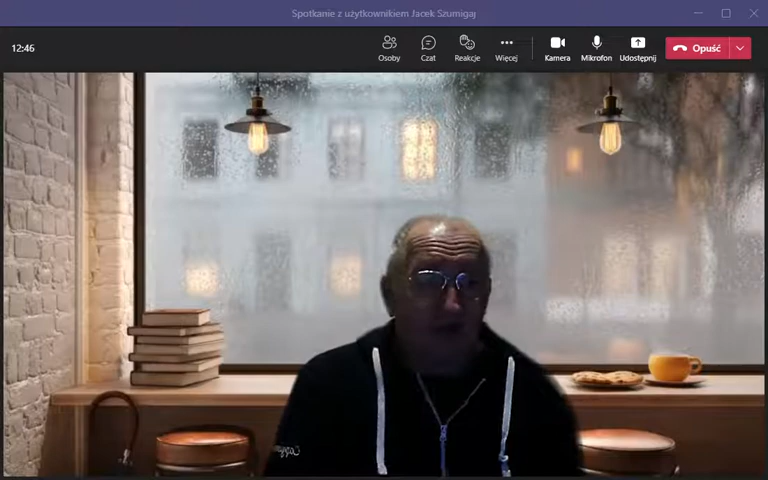 Spotkanie z użytkownikiem Jacek Szumigaj
12:46
Osoby
Czat
Reakcje
Więcej
Kamera
Mikrofon
Udostępnij
Opuść